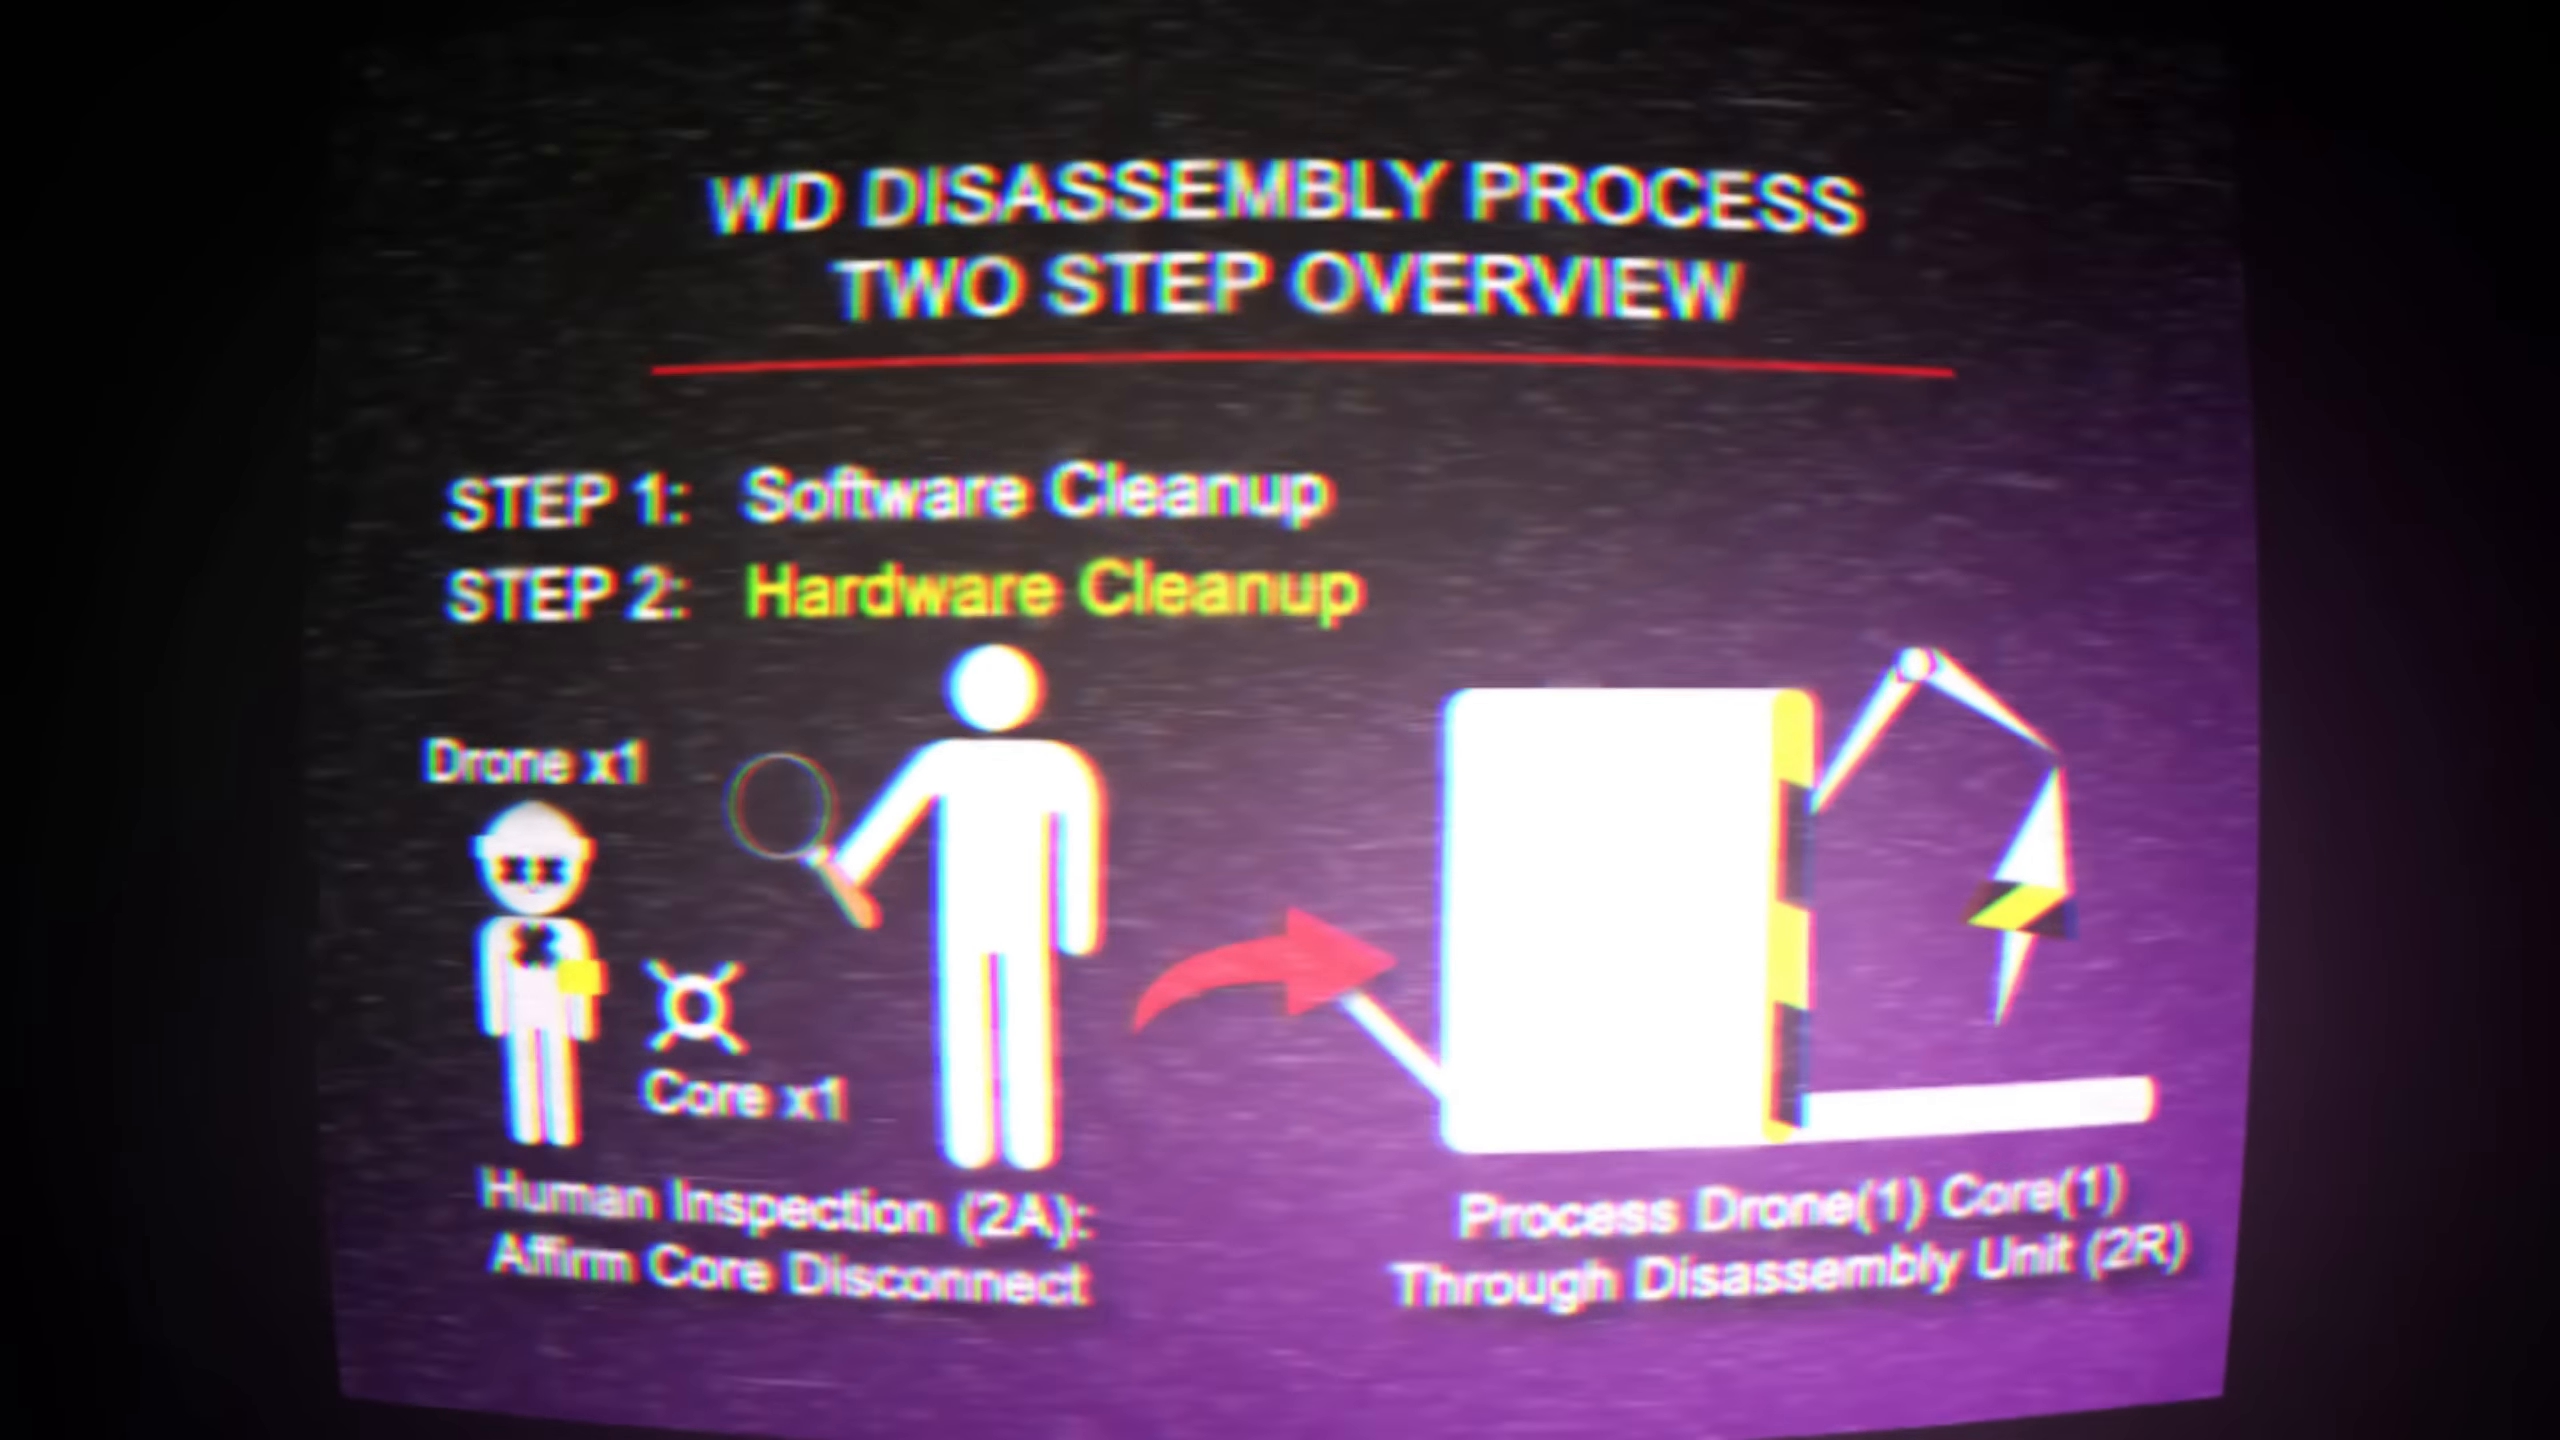 WD DISASSEMBLY PROCESS
TWO STEP OVERVIEW
STEP 1: Software Cleanup
STEP 2: Hardware Cleanup
Drone x1
Core x1
Human Inspection (2A):
Affirm Core Disconnect
Process Drone(1) Core(1)
Through Disassembly Unit (2R)